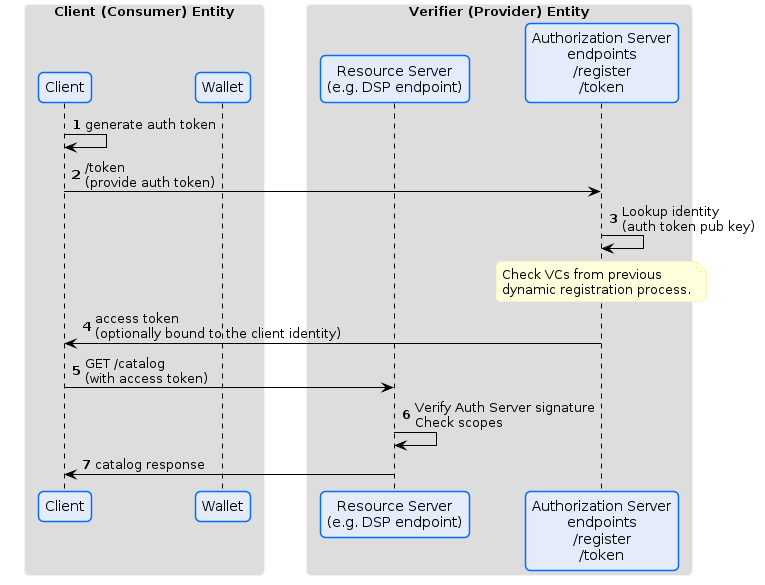 Client (Consumer) Entity
Verifier (Provider) Entity
Client
Wallet
Resource Server
(e.g. DSP endpoint)
Authorization Server
endpoints
/register
/token
1 generate auth token
2 /token
(provide auth token)
3 Lookup identity
(auth token pub key)
Check VCs from previous
dynamic registration process.
4 access token
(optionally bound to the client identity)
5 GET /catalog
(with access token)
6 Verify Auth Server signature
Check scopes
7 catalog response
Client
Wallet
Resource Server
(e.g. DSP endpoint)
Authorization Server
endpoints
/register
/token